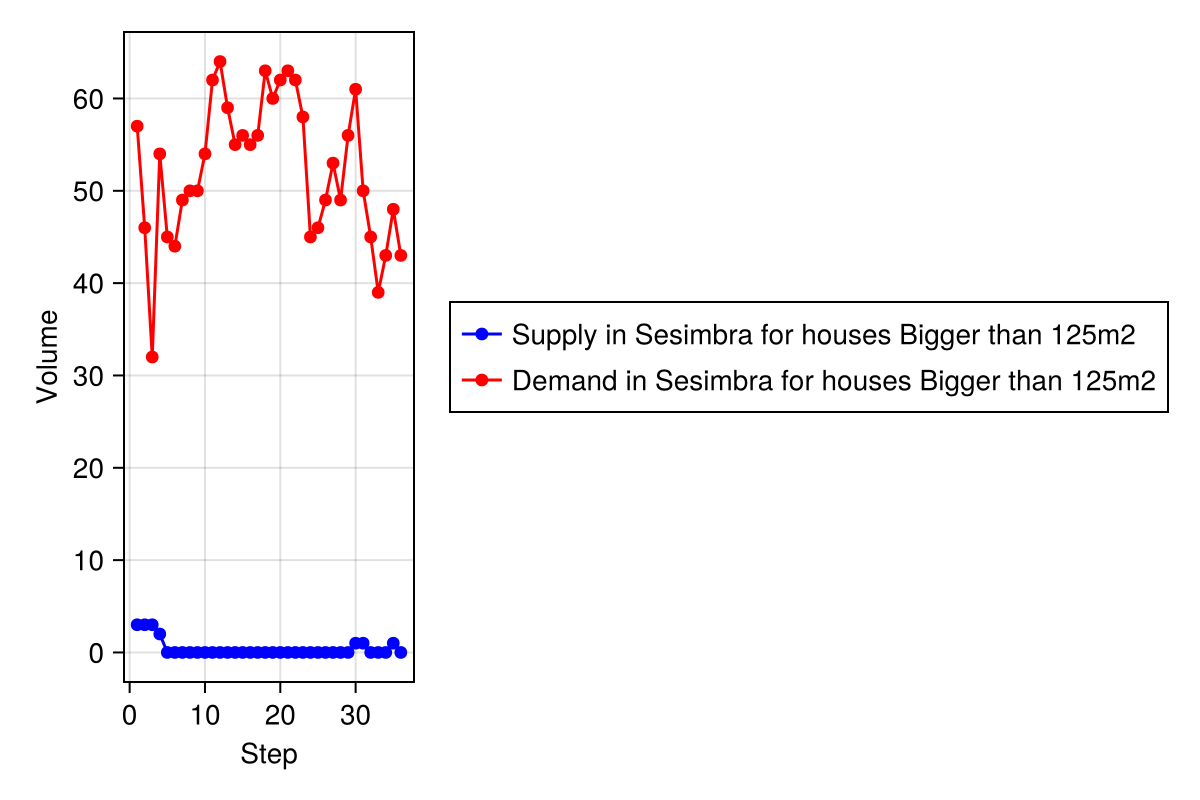 Volume
60
50
40
30
20
10
0
0 10 20 30
Step
Supply in Sesimbra for houses Bigger than 125m2
Demand in Sesimbra for houses Bigger than 125m2